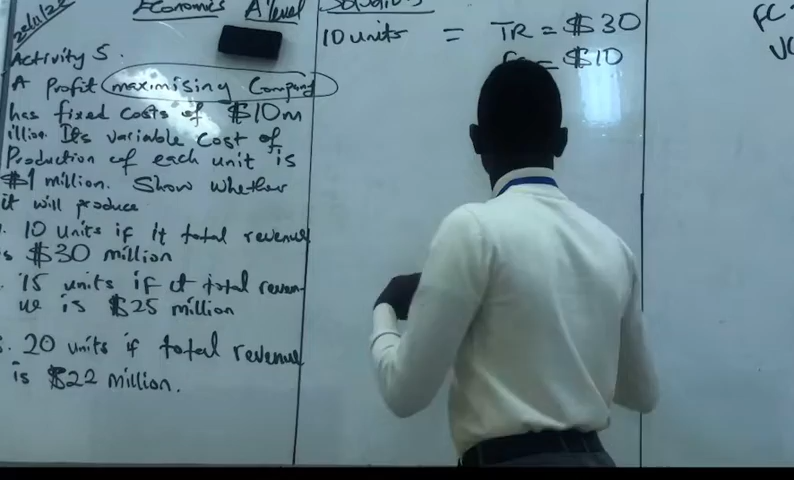 Economics A'level
Activity 5.
A Profit maximising Company
has fixed costs of $10m
illion. Its variable cost of
Production of each unit is
$1 million. Show whether
it will produce
10 Units if it total revenue
is $30 million
15 units if it total reven-
ue is $25 million
20 units if total revenue
is $22 million.
10 units = TR = $30
= $10
FC